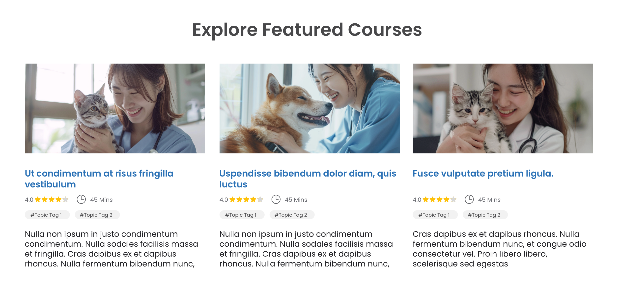 Explore Featured Courses
Ut condimentum at risus fringilla
vestibulum
4.0 45 Mins
#Topic Tag 1 #Topic Tag 2
Nulla non ipsum in justo condimentum
condimentum. Nulla sodales facilisis massa
et fringilla. Cras dapibus ex et dapibus
rhoncus. Nulla fermentum bibendum nunc,
Uspendisse bibendum dolor diam, quis
luctus
4.0 45 Mins
#Topic Tag 1 #Topic Tag 2
Nulla non ipsum in justo condimentum
condimentum. Nulla sodales facilisis massa
et fringilla. Cras dapibus ex et dapibus
rhoncus. Nulla fermentum bibendum nunc,
Fusce vulputate pretium ligula.
4.0 45 Mins
#Topic Tag 1 #Topic Tag 2
Cras dapibus ex et dapibus rhoncus. Nulla
fermentum bibendum nunc, et congue odio
consectetur vel. Proin libero libero,
scelerisque sed egestas